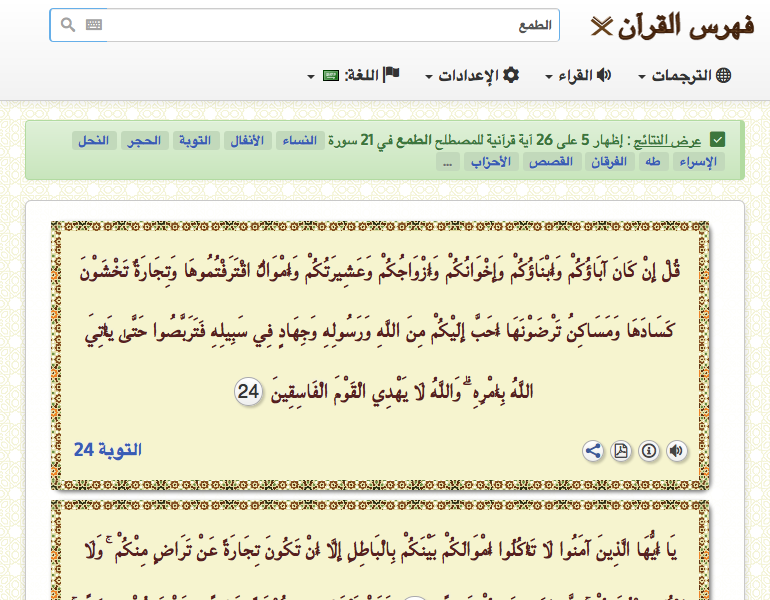 فهرس القرآن
الطمع
الترجمات
القراء
الإعدادات
اللغة:
عرض النتائج : إظهار 5 على 26 آية قرآنية للمصطلح الطمع في 21 سورة النساء الأنفال التوبة الحجر النحل
الإسراء طه الفرقان القصص الأحزاب ...
قُلْ إِنْ كَانَ آبَاؤُكُمْ وَأَبْنَاؤُكُمْ وَإِخْوَانُكُمْ وَأَزْوَاجُكُمْ وَعَشِيرَتُكُمْ وَأَمْوَالٌ اقْتَرَفْتُمُوهَا وَتِجَارَةٌ تَخْشَوْنَ
كَسَادَهَا وَمَسَاكِنُ تَرْضَوْنَهَا أَحَبَّ إِلَيْكُمْ مِنَ اللَّهِ وَرَسُولِهِ وَجِهَادٍ فِي سَبِيلِهِ فَتَرَبَّصُوا حَتَّىٰ يَأْتِيَ
اللَّهُ بِأَمْرِهِ ۗ وَاللَّهُ لَا يَهْدِي الْقَوْمَ الْفَاسِقِينَ 24
التوبة 24
يَا أَيُّهَا الَّذِينَ آمَنُوا لَا تَأْكُلُوا أَمْوَالَكُمْ بَيْنَكُمْ بِالْبَاطِلِ إِلَّا أَنْ تَكُونَ تِجَارَةً عَنْ تَرَاضٍ مِنْكُمْ ۚ وَلَا